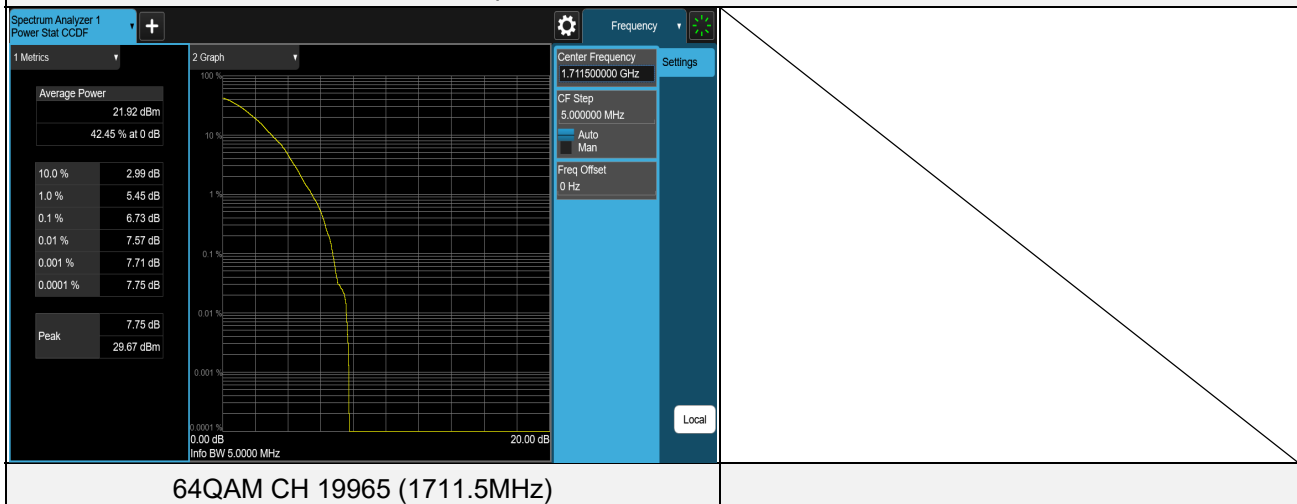 Spectrum Analyzer 1
Power Stat CCDF
Frequency
1 Metrics
2 Graph
Center Frequency
1.711500000 GHz
Settings
CF Step
5.000000 MHz
Auto
Man
Freq Offset
0 Hz
Average Power
21.92 dBm
42.45 % at 0 dB
10.0 % 2.99 dB
1.0 % 5.45 dB
0.1 % 6.73 dB
0.01 % 7.57 dB
0.001 % 7.71 dB
0.0001 % 7.75 dB
Peak
7.75 dB
29.67 dBm
100 %
10 %
1 %
0.1 %
0.01 %
0.001 %
0.0001 %
0.00 dB 20.00 dB
Info BW 5.0000 MHz
Local
64QAM CH 19965 (1711.5MHz)